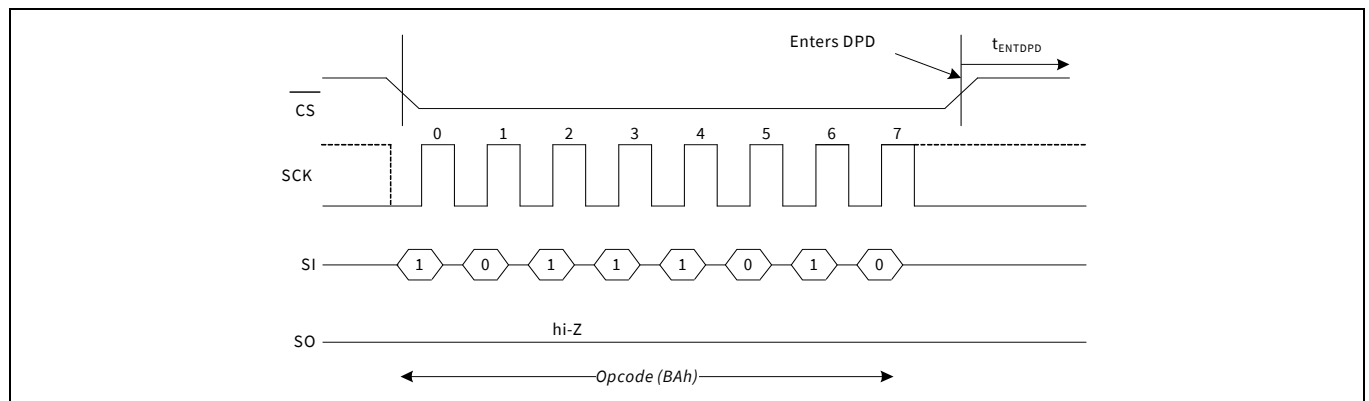 Enters DPD
tENTDPD
CS
0 1 2 3 4 5 6 7
SCK
SI 1 0 1 1 1 0 1 0
hi-Z
SO
Opcode (BAh)